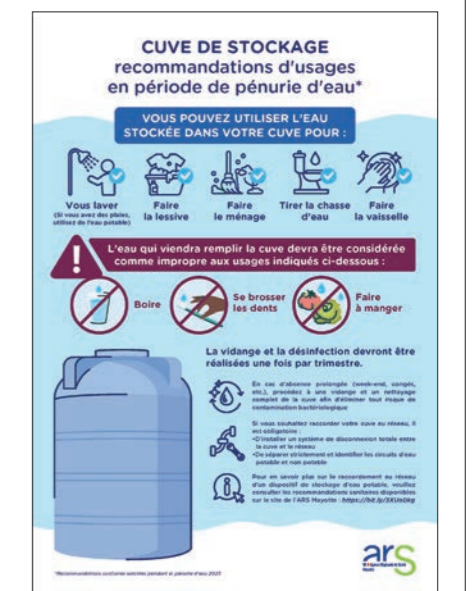 CUVE DE STOCKAGE
recommandations d'usages
en période de pénurie d'eau*
VOUS POUVEZ UTILISER L'EAU
STOCKÉE DANS VOTRE CUVE POUR :
Vous laver
(Si vous avez des plaies,
utilisez de l'eau potable)
Faire
la lessive
Faire
le ménage
Tirer la chasse
d'eau
Faire
la vaisselle
L'eau qui viendra remplir la cuve devra être considérée
comme impropre aux usages indiqués ci-dessous :
Boire
Se brosser
les dents
Faire
à manger
La vidange et la désinfection devront être
réalisées une fois par trimestre.
En cas d'absence prolongée (week-end, congés,
etc.), procédez à une vidange et un nettoyage
complet de la cuve afin d'éliminer tout risque de
contamination bactériologique
Si vous souhaitez raccorder votre cuve au réseau, il
est obligatoire :
•D'installer un système de disconnexion totale entre
la cuve et le réseau
•De séparer strictement et identifier les circuits d'eau
potable et non potable
Pour en savoir plus sur le raccordement au réseau
d'un dispositif de stockage d'eau potable, veuillez
consulter les recommandations sanitaires disponibles
sur le site de l'ARS Mayotte :
*Recommandations sanitaires
ars
Agence Régionale de Santé
Mayotte